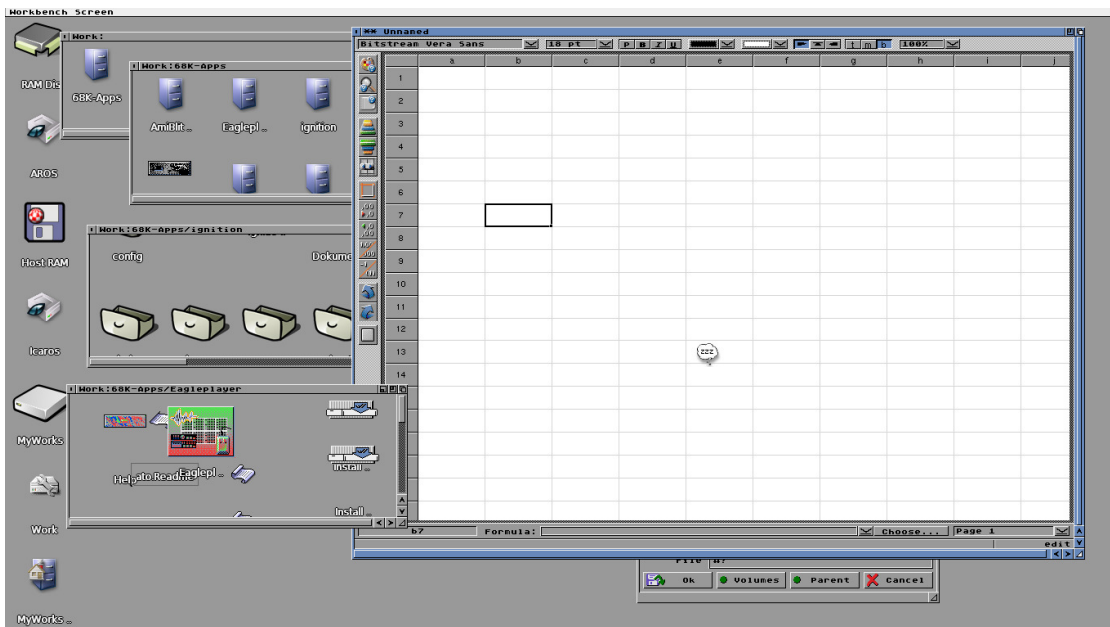 Workbench Screen
Work:
RAM Dis
68K-Apps
Work:68K-Apps
AmiBlit..
Eaglepl..
ignition
AROS
Host RAM
Work:68K-Apps/ignition
config
Dokume
Icaros
MyWorks
Work:68K-Apps/Eagleplayer
Eaglepl..
install..
Install..
Work
MyWorks..
** Unnamed
Bitstream Vera Sans
18 pt
P B I U
t m b
100%
a b c d e f g h i j
1
2
3
4
5
6
7
8
9
10
11
12
13
14
zzz
b7
Formula:
Choose...
Page 1
edit
File
#?
Ok
Volumes
Parent
Cancel